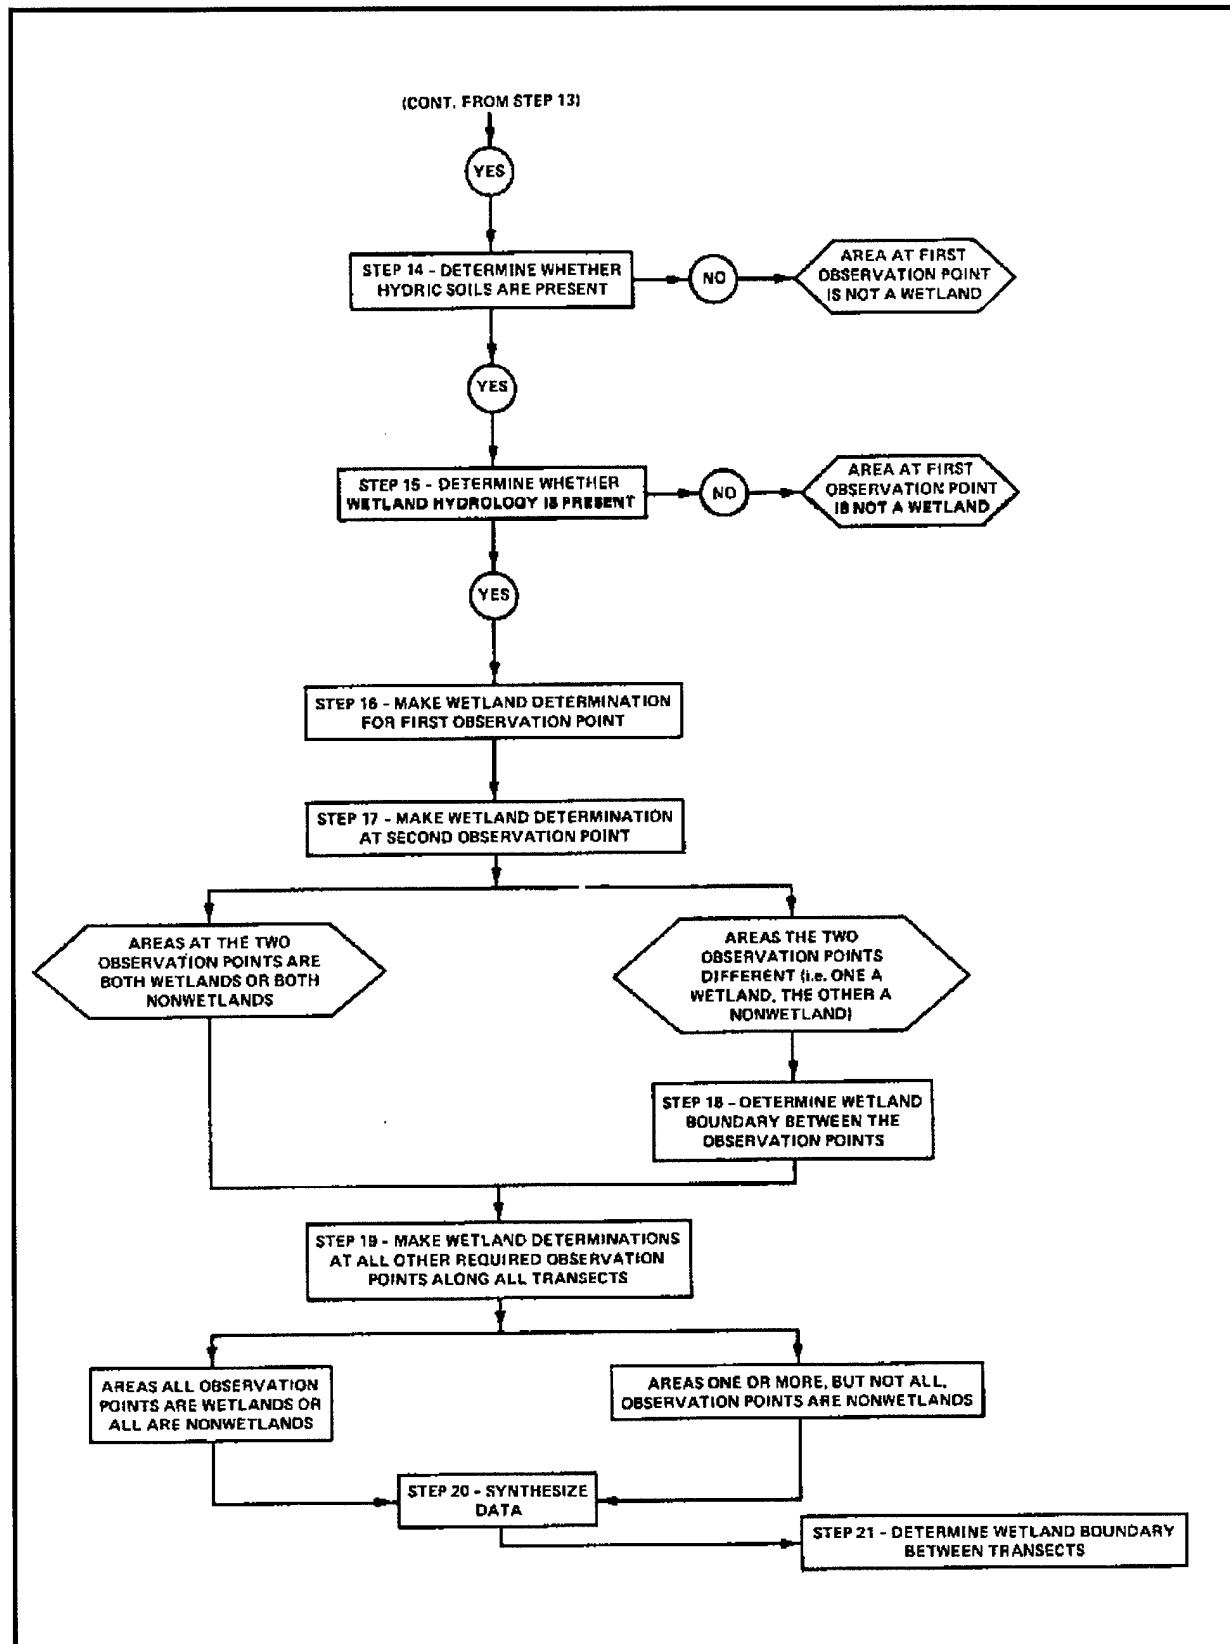 (CONT. FROM STEP 13)
YES
STEP 14 - DETERMINE WHETHER
HYDRIC SOILS ARE PRESENT
NO
AREA AT FIRST
OBSERVATION POINT
IS NOT A WETLAND
YES
STEP 15 - DETERMINE WHETHER
WETLAND HYDROLOGY IS PRESENT
NO
AREA AT FIRST
OBSERVATION POINT
IS NOT A WETLAND
YES
STEP 16 - MAKE WETLAND DETERMINATION
FOR FIRST OBSERVATION POINT
STEP 17 - MAKE WETLAND DETERMINATION
AT SECOND OBSERVATION POINT
AREAS AT THE TWO
OBSERVATION POINTS ARE
BOTH WETLANDS OR BOTH
NONWETLANDS
AREAS THE TWO
OBSERVATION POINTS
DIFFERENT (i.e. ONE A
WETLAND, THE OTHER A
NONWETLAND)
STEP 18 - DETERMINE WETLAND
BOUNDARY BETWEEN THE
OBSERVATION POINTS
STEP 19 - MAKE WETLAND DETERMINATIONS
AT ALL OTHER REQUIRED OBSERVATION
POINTS ALONG ALL TRANSECTS
AREAS ALL OBSERVATION
POINTS ARE WETLANDS OR
ALL ARE NONWETLANDS
AREAS ONE OR MORE, BUT NOT ALL,
OBSERVATION POINTS ARE NONWETLANDS
STEP 20 - SYNTHESIZE
DATA
STEP 21 - DETERMINE WETLAND BOUNDARY
BETWEEN TRANSECTS